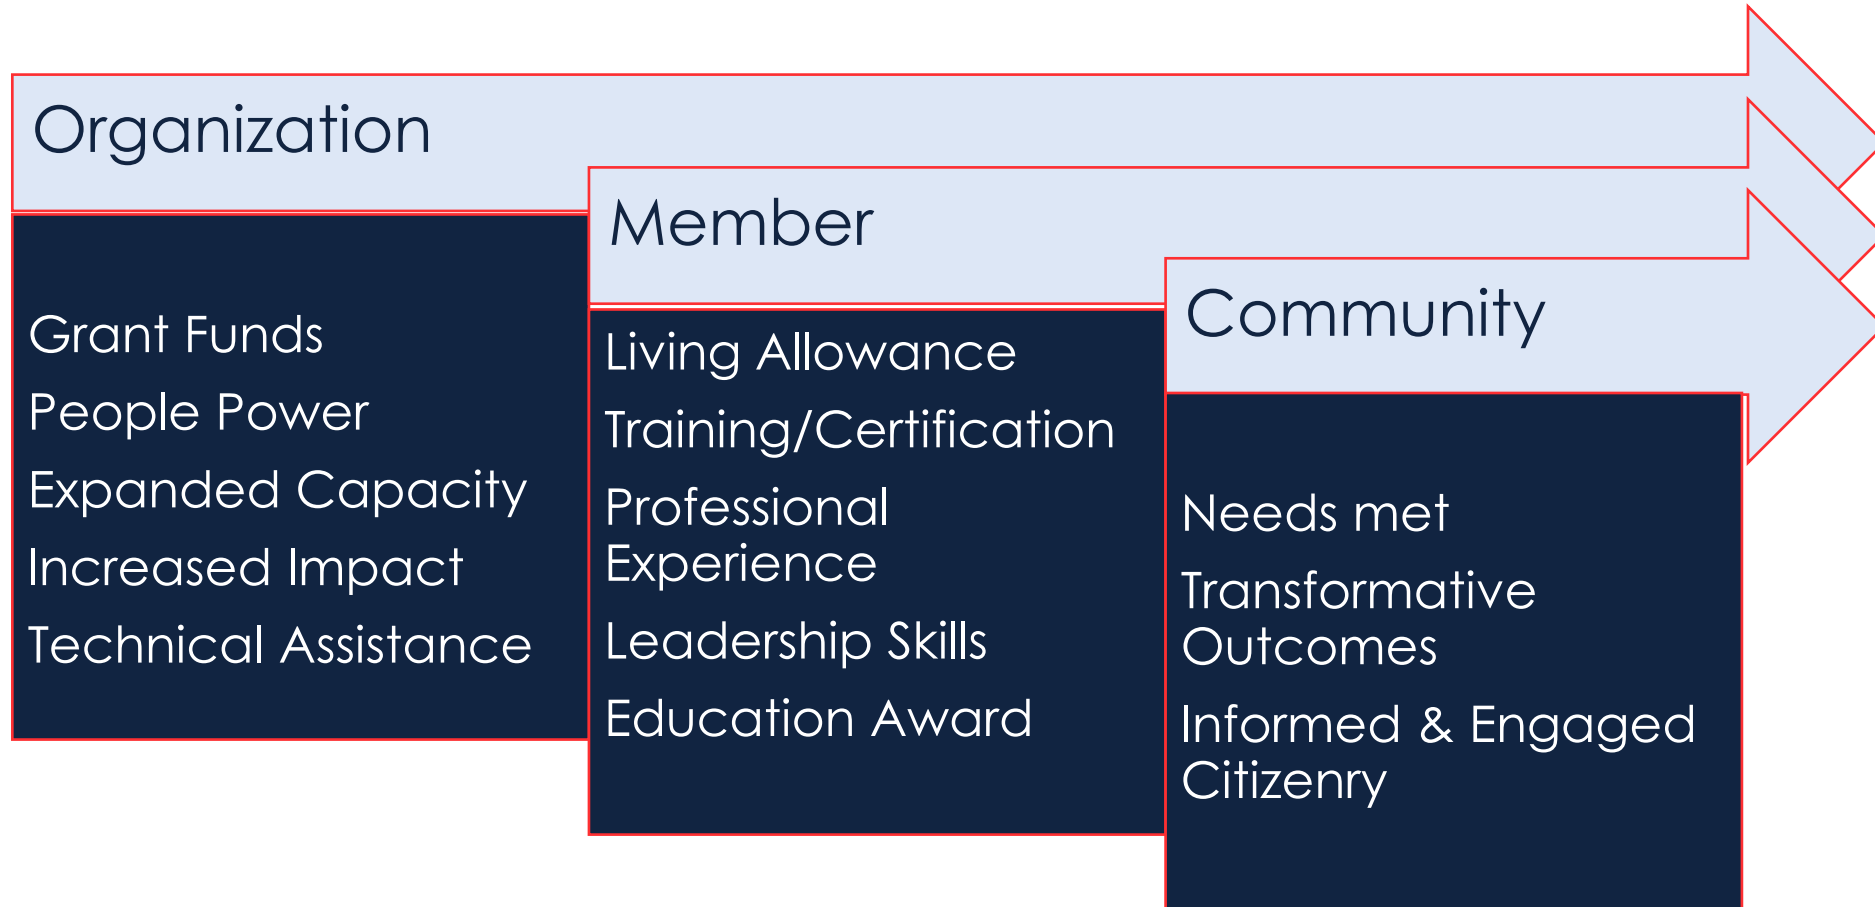 Organization
Grant Funds
People Power
Expanded Capacity
Increased Impact
Technical Assistance
Member
Living Allowance
Training/Certification
Professional
Experience
Leadership Skills
Education Award
Community
Needs met
Transformative
Outcomes
Informed & Engaged
Citizenry